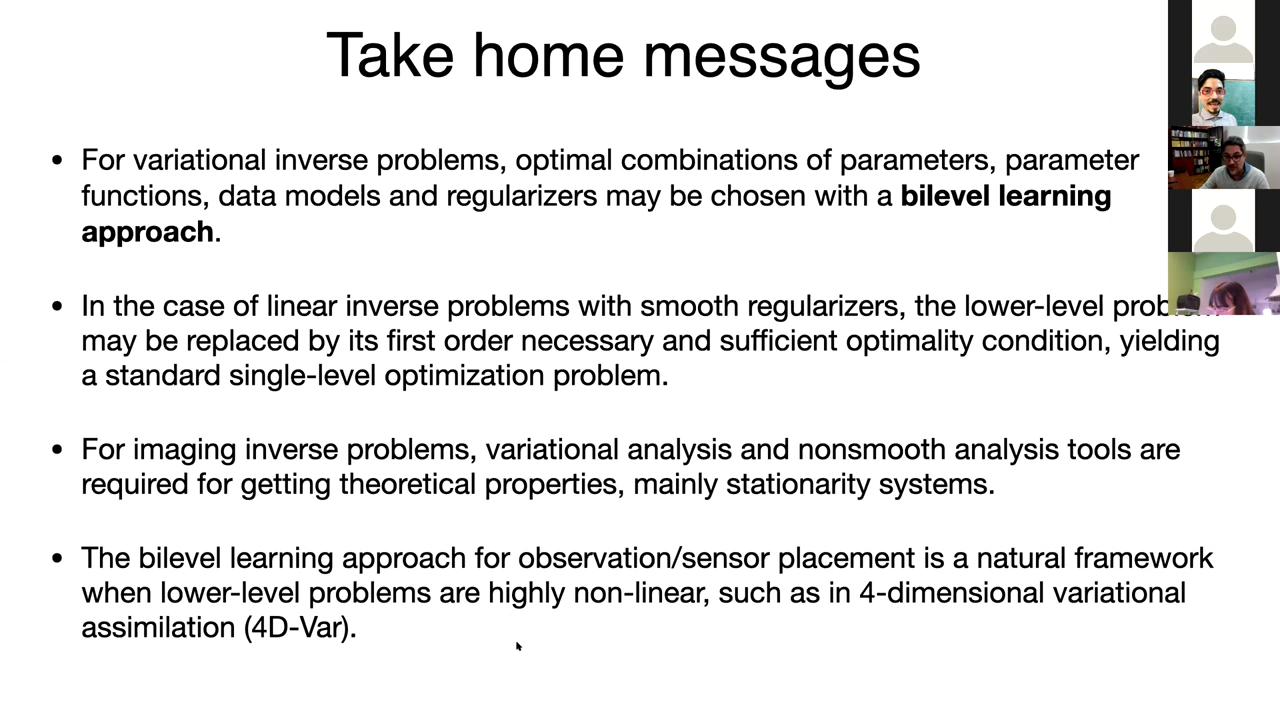 Take home messages
• For variational inverse problems, optimal combinations of parameters, parameter
functions, data models and regularizers may be chosen with a bilevel learning
approach.
• In the case of linear inverse problems with smooth regularizers, the lower-level
may be replaced by its first order necessary and sufficient optimality condition, yielding
a standard single-level optimization problem.
• For imaging inverse problems, variational analysis and nonsmooth analysis tools are
required for getting theoretical properties, mainly stationarity systems.
• The bilevel learning approach for observation/sensor placement is a natural framework
when lower-level problems are highly non-linear, such as in 4-dimensional variational
assimilation (4D-Var).